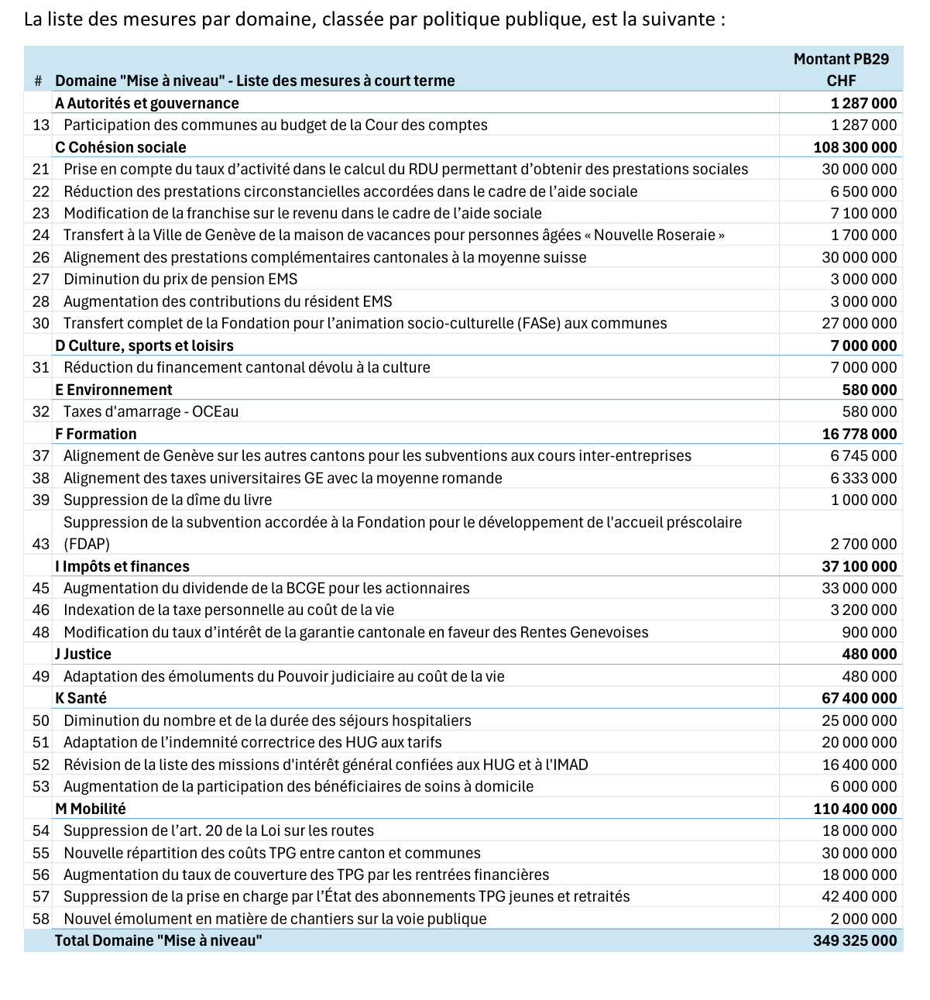 La liste des mesures par domaine, classée par politique publique, est la suivante :
Montant PB29
# Domaine "Mise à niveau" - Liste des mesures à court terme CHF
A Autorités et gouvernance 1 287 000
13 Participation des communes au budget de la Cour des comptes 1 287 000
C Cohésion sociale 108 300 000
21 Prise en compte du taux d’activité dans le calcul du RDU permettant d’obtenir des prestations sociales 30 000 000
22 Réduction des prestations circonstancielles accordées dans le cadre de l’aide sociale 6 500 000
23 Modification de la franchise sur le revenu dans le cadre de l’aide sociale 7 100 000
24 Transfert à la Ville de Genève de la maison de vacances pour personnes âgées « Nouvelle Roseraie » 1 700 000
26 Alignement des prestations complémentaires cantonales à la moyenne suisse 30 000 000
27 Diminution du prix de pension EMS 3 000 000
28 Augmentation des contributions du résident EMS 3 000 000
30 Transfert complet de la Fondation pour l’animation socio-culturelle (FASe) aux communes 27 000 000
D Culture, sports et loisirs 7 000 000
31 Réduction du financement cantonal dévolu à la culture 7 000 000
E Environnement 580 000
32 Taxes d'amarrage - OCEau 580 000
F Formation 16 778 000
37 Alignement de Genève sur les autres cantons pour les subventions aux cours inter-entreprises 6 745 000
38 Alignement des taxes universitaires GE avec la moyenne romande 6 333 000
39 Suppression de la dîme du livre 1 000 000
Suppression de la subvention accordée à la Fondation pour le développement de l'accueil préscolaire
43 (FDAP) 2 700 000
I Impôts et finances 37 100 000
45 Augmentation du dividende de la BCGE pour les actionnaires 33 000 000
46 Indexation de la taxe personnelle au coût de la vie 3 200 000
48 Modification du taux d’intérêt de la garantie cantonale en faveur des Rentes Genevoises 900 000
J Justice 480 000
49 Adaptation des émoluments du Pouvoir judiciaire au coût de la vie 480 000
K Santé 67 400 000
50 Diminution du nombre et de la durée des séjours hospitaliers 25 000 000
51 Adaptation de l’indemnité correctrice des HUG aux tarifs 20 000 000
52 Révision de la liste des missions d'intérêt général confiées aux HUG et à l'IMAD 16 400 000
53 Augmentation de la participation des bénéficiaires de soins à domicile 6 000 000
M Mobilité 110 400 000
54 Suppression de l’art. 20 de la Loi sur les routes 18 000 000
55 Nouvelle répartition des coûts TPG entre canton et communes 30 000 000
56 Augmentation du taux de couverture des TPG par les rentrées financières 18 000 000
57 Suppression de la prise en charge par l’État des abonnements TPG jeunes et retraités 42 400 000
58 Nouvel émolument en matière de chantiers sur la voie publique 2 000 000
Total Domaine "Mise à niveau" 349 325 000